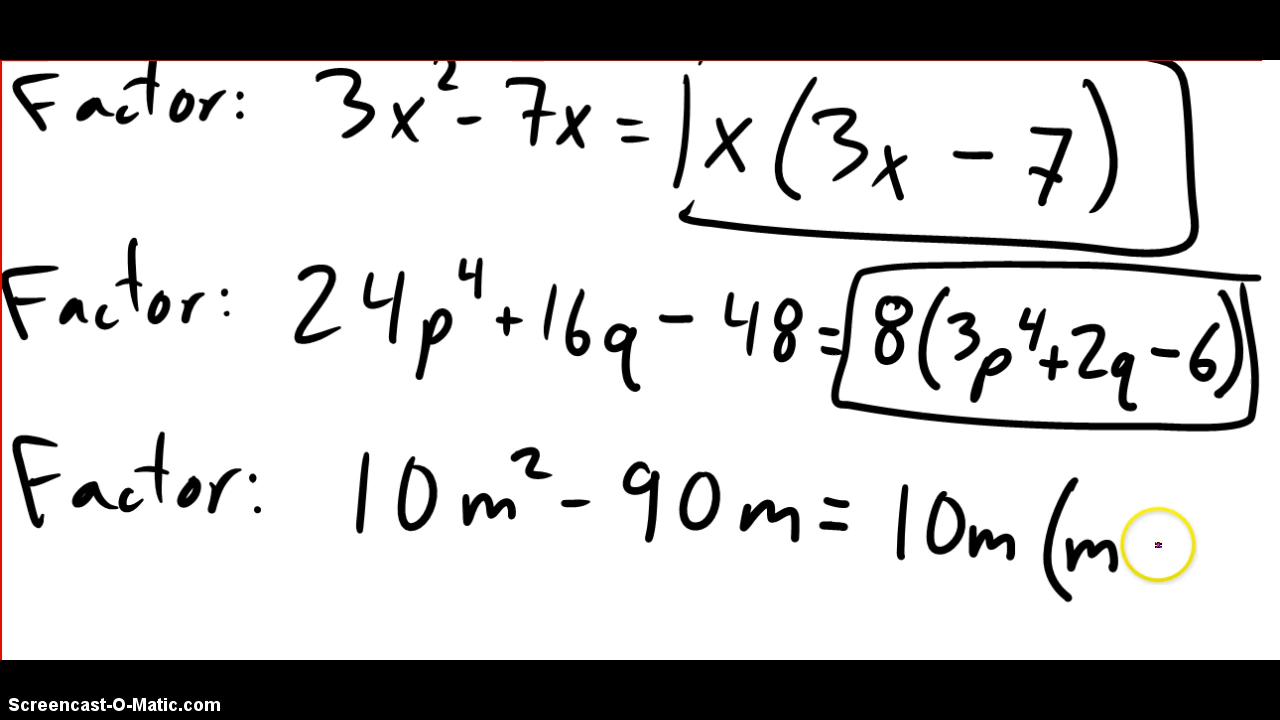 Factor: 3x² - 7x = 1x(3x - 7)
Factor: 24p⁴ + 16q - 48 = 8(3p⁴ + 2q - 6)
Factor: 10m² - 90m = 10m(m
Screencast-O-Matic.com